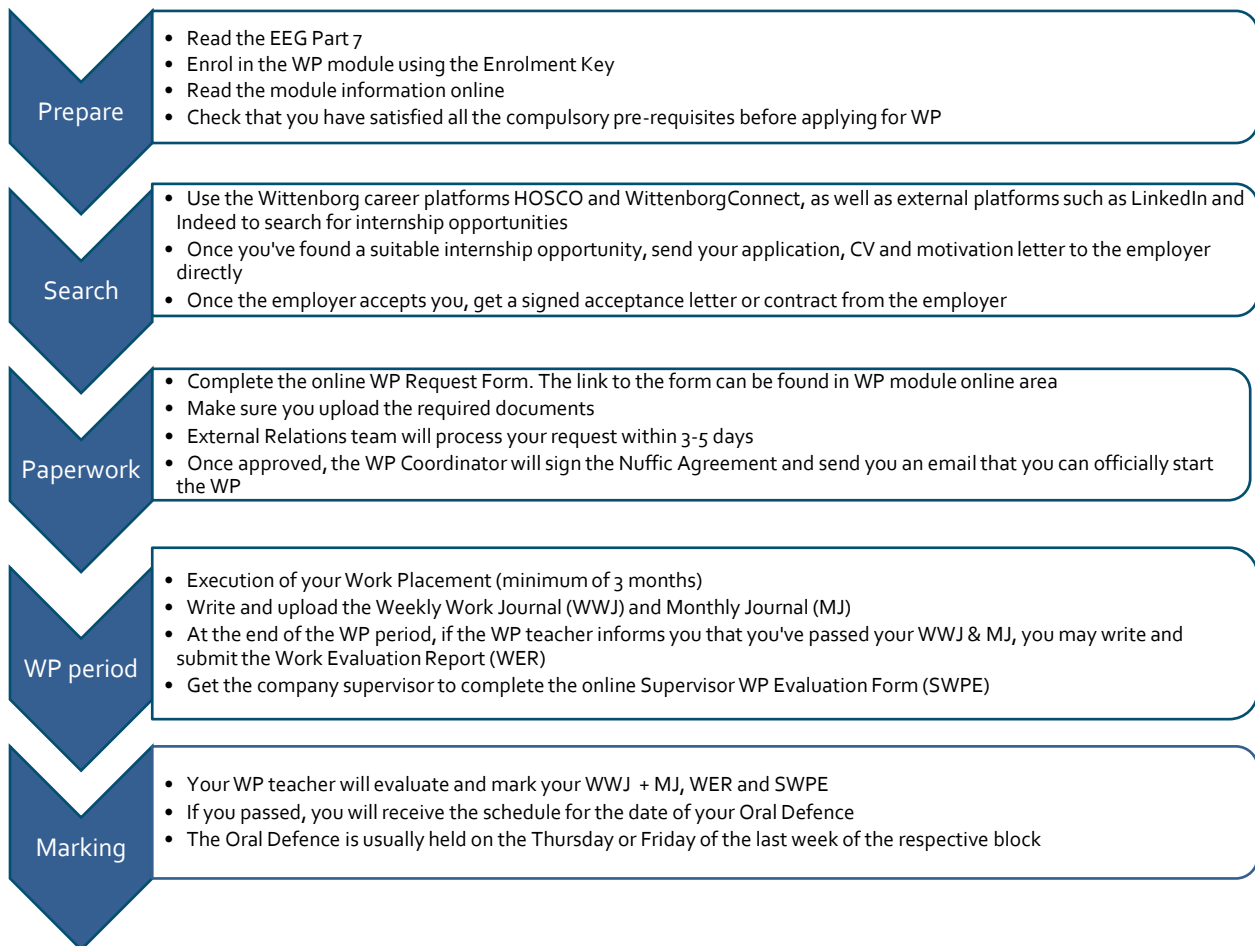 Prepare
• Read the EEG Part 7
• Enrol in the WP module using the Enrolment Key
• Read the module information online
• Check that you have satisfied all the compulsory pre-requisites before applying for WP
Search
• Use the Wittenborg career platforms HOSCO and WittenborgConnect, as well as external platforms such as LinkedIn and
Indeed to search for internship opportunities
• Once you've found a suitable internship opportunity, send your application, CV and motivation letter to the employer
directly
• Once the employer accepts you, get a signed acceptance letter or contract from the employer
Paperwork
• Complete the online WP Request Form. The link to the form can be found in WP module online area
• Make sure you upload the required documents
• External Relations team will process your request within 3-5 days
• Once approved, the WP Coordinator will sign the Nuffic Agreement and send you an email that you can officially start
the WP
WP period
• Execution of your Work Placement (minimum of 3 months)
• Write and upload the Weekly Work Journal (WWJ) and Monthly Journal (MJ)
• At the end of the WP period, if the WP teacher informs you that you've passed your WWJ & MJ, you may write and
submit the Work Evaluation Report (WER)
• Get the company supervisor to complete the online Supervisor WP Evaluation Form (SWPE)
Marking
• Your WP teacher will evaluate and mark your WWJ + MJ, WER and SWPE
• If you passed, you will receive the schedule for the date of your Oral Defence
• The Oral Defence is usually held on the Thursday or Friday of the last week of the respective block